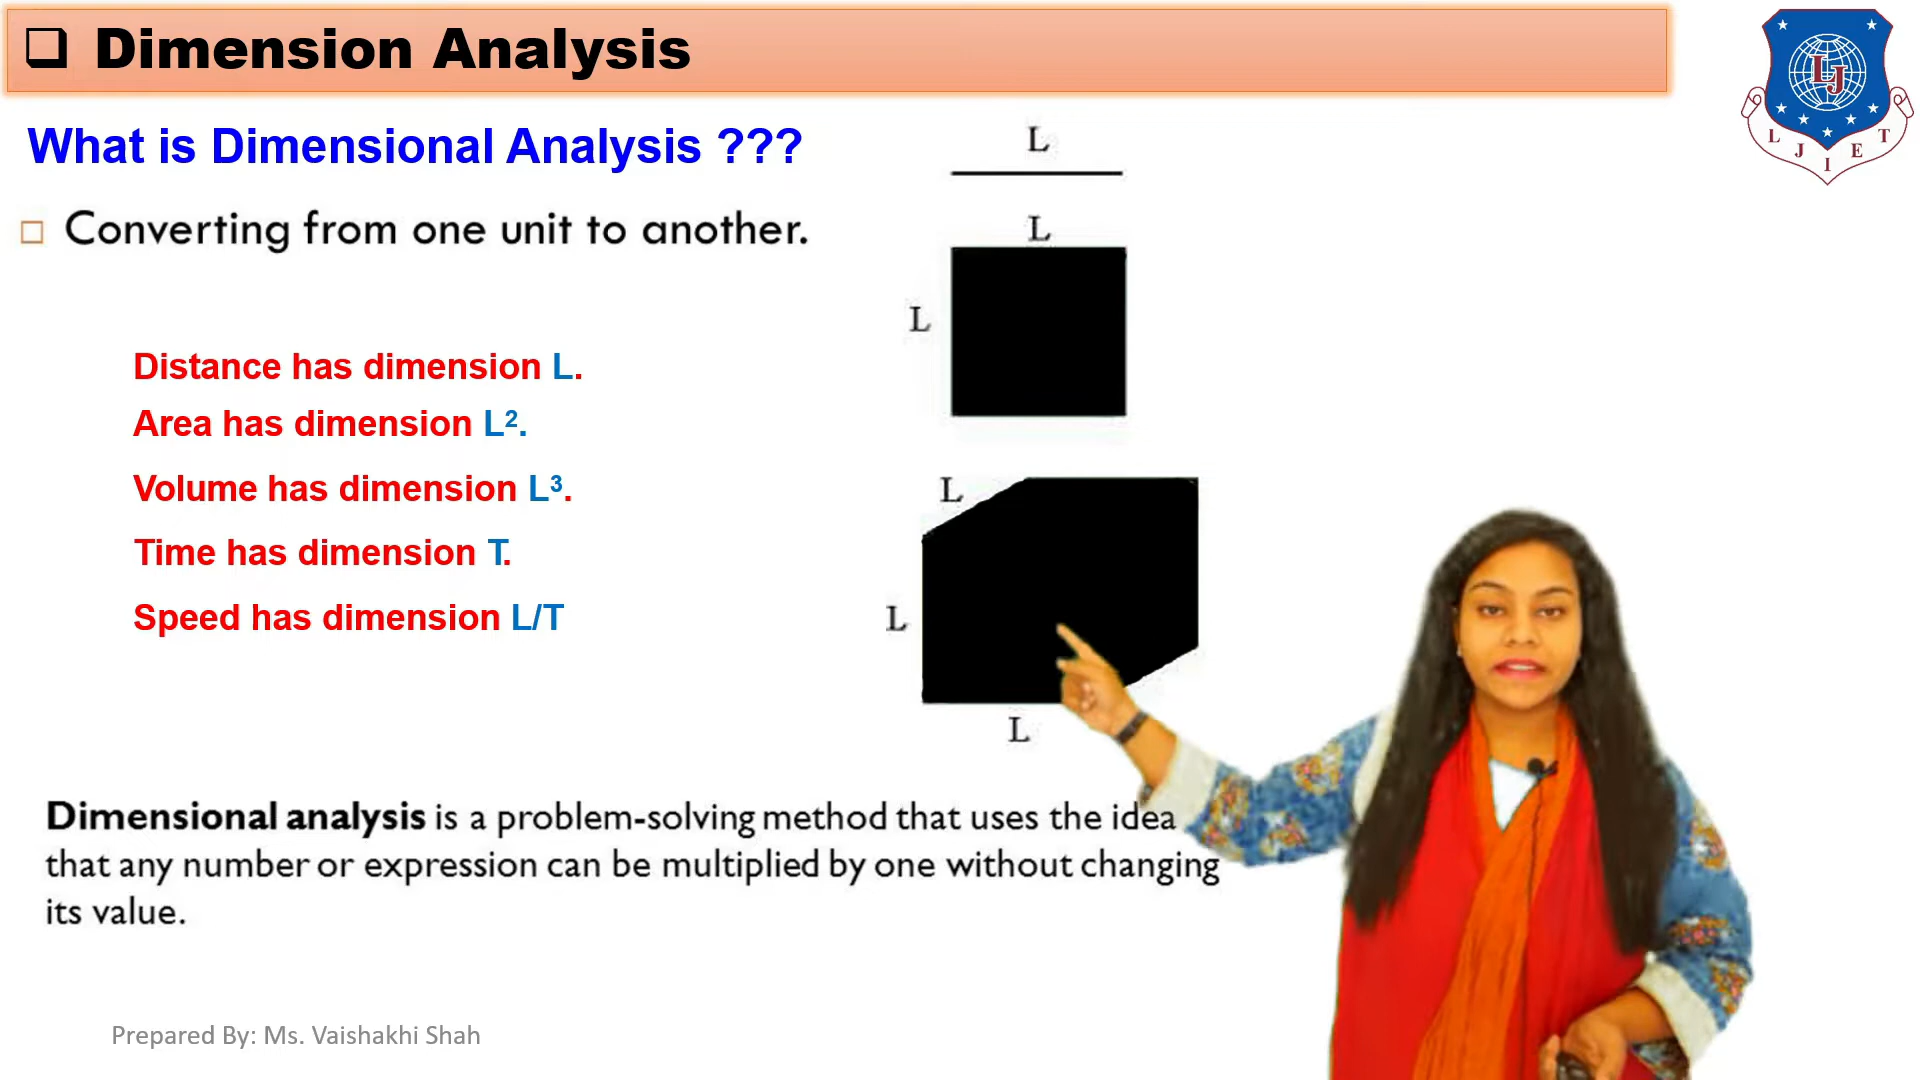 Dimension Analysis
What is Dimensional Analysis ???
Converting from one unit to another.
Distance has dimension L.
Area has dimension L².
Volume has dimension L³.
Time has dimension T.
Speed has dimension L/T
L
L
L
L
L
L
Dimensional analysis is a problem-solving method that uses the idea
that any number or expression can be multiplied by one without changing
its value.
Prepared By: Ms. Vaishakhi Shah
LJ
L J I E T